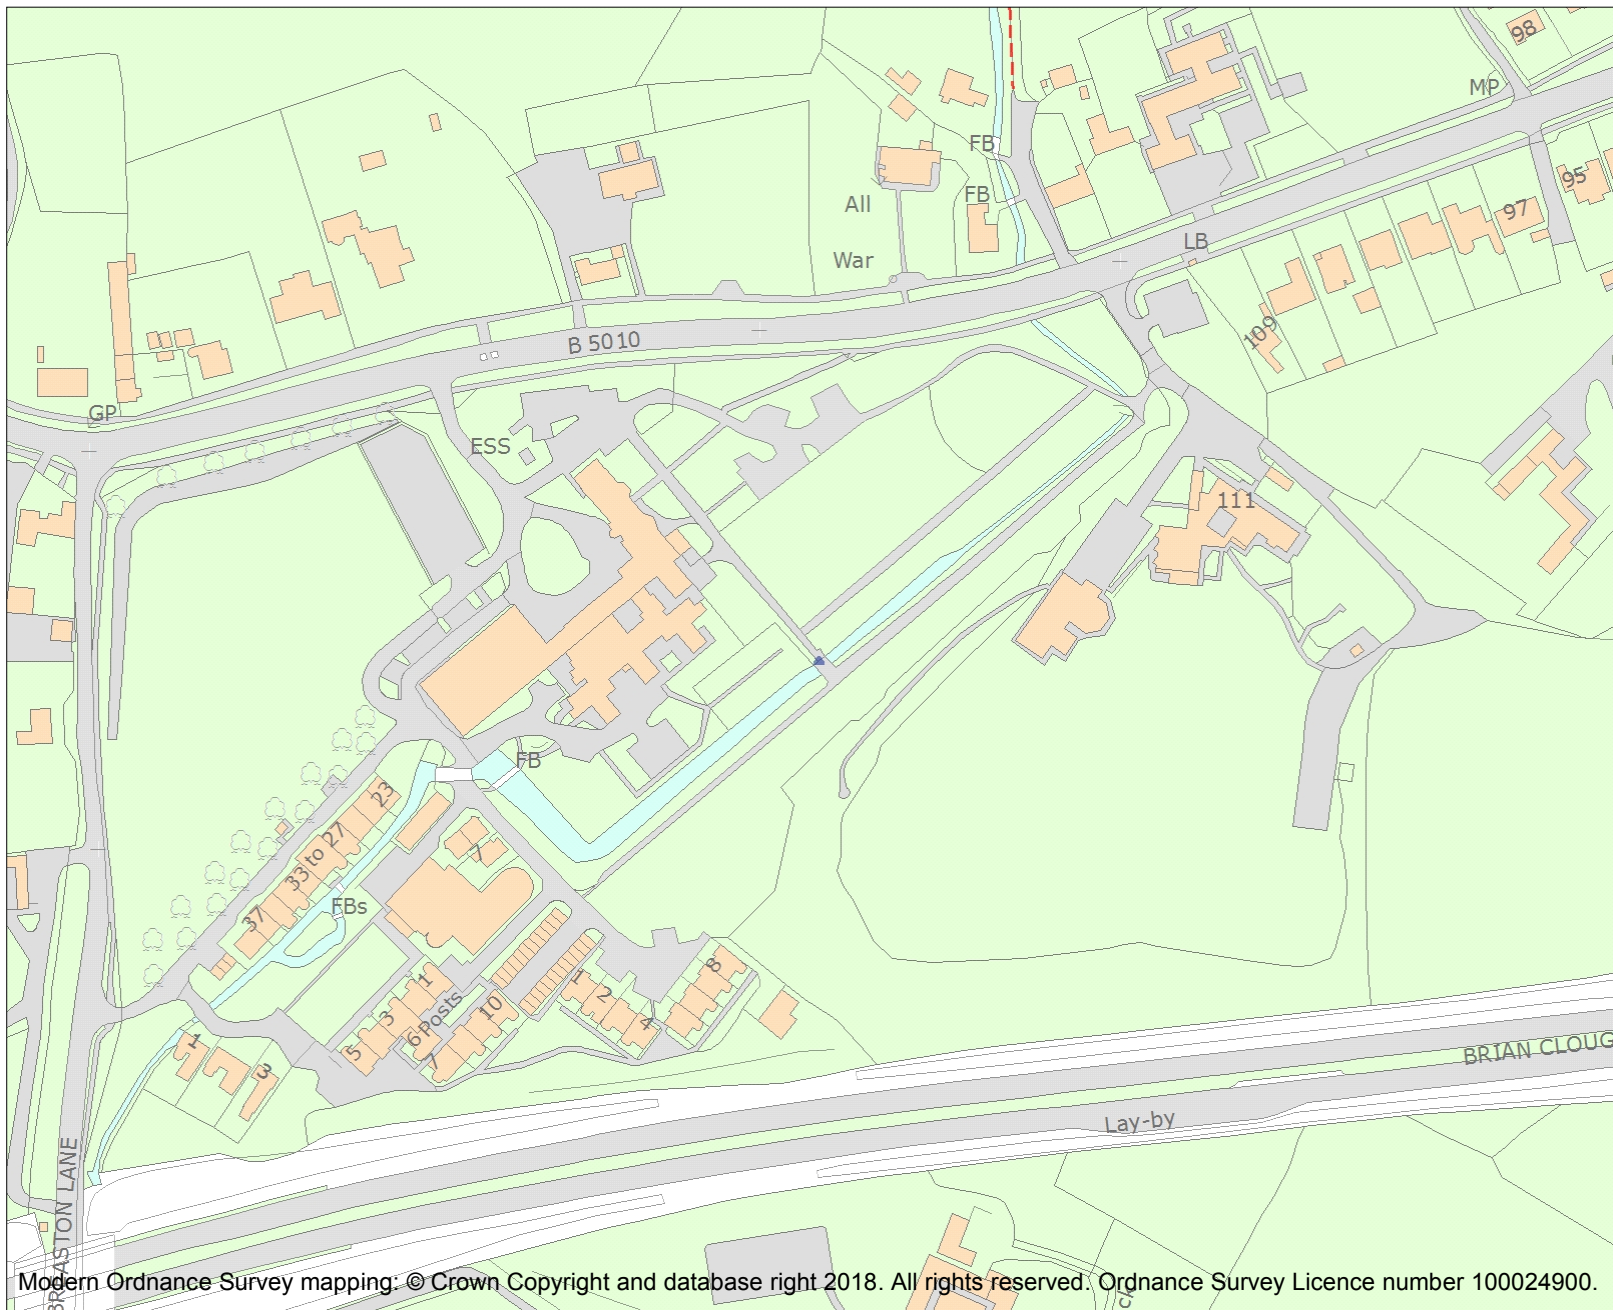 98
MP
FB
FB
95
97
All
War
LB
109
B 5010
GP
ESS
111
FB
23
33 to 27
7
37
FBs
1
3
5
6 Posts
10
7
1
2
4
8
1
3
BRIAN CLOUG
Lay-by
BREASTON LANE
ck
Modern Ordnance Survey mapping: © Crown Copyright and database right 2018. All rights reserved. Ordnance Survey Licence number 100024900.